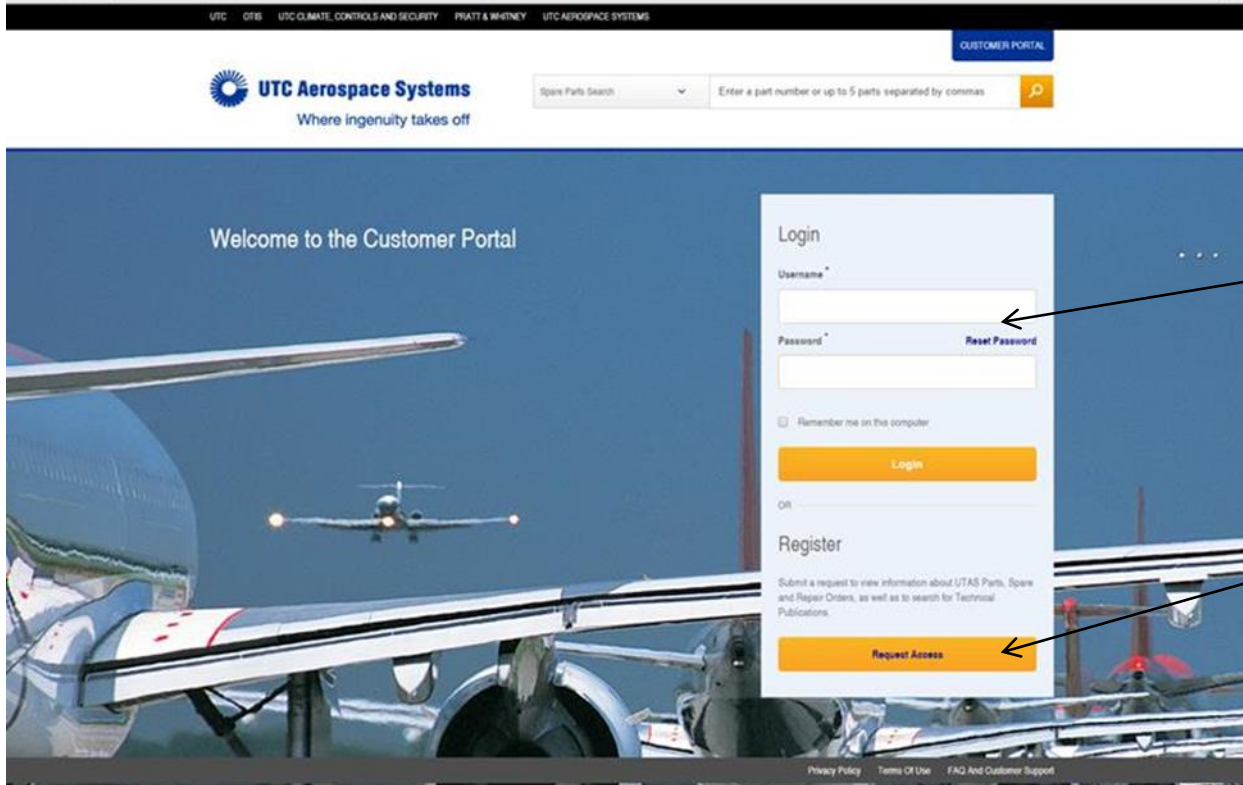 UTC OTIS UTC CLIMATE, CONTROLS AND SECURITY PRATT & WHITNEY UTC AEROSPACE SYSTEMS
CUSTOMER PORTAL
UTC Aerospace Systems
Where ingenuity takes off
Spare Parts Search
Enter a part number or up to 5 parts separated by commas
Welcome to the Customer Portal
Login
Username *
Password * Reset Password
Remember me on this computer
Login
OR
Register
Submit a request to view information about UTAS Parts, Spare
and Repair Orders, as well as to search for Technical
Publications.
Request Access
Privacy Policy Terms Of Use FAQ And Customer Support